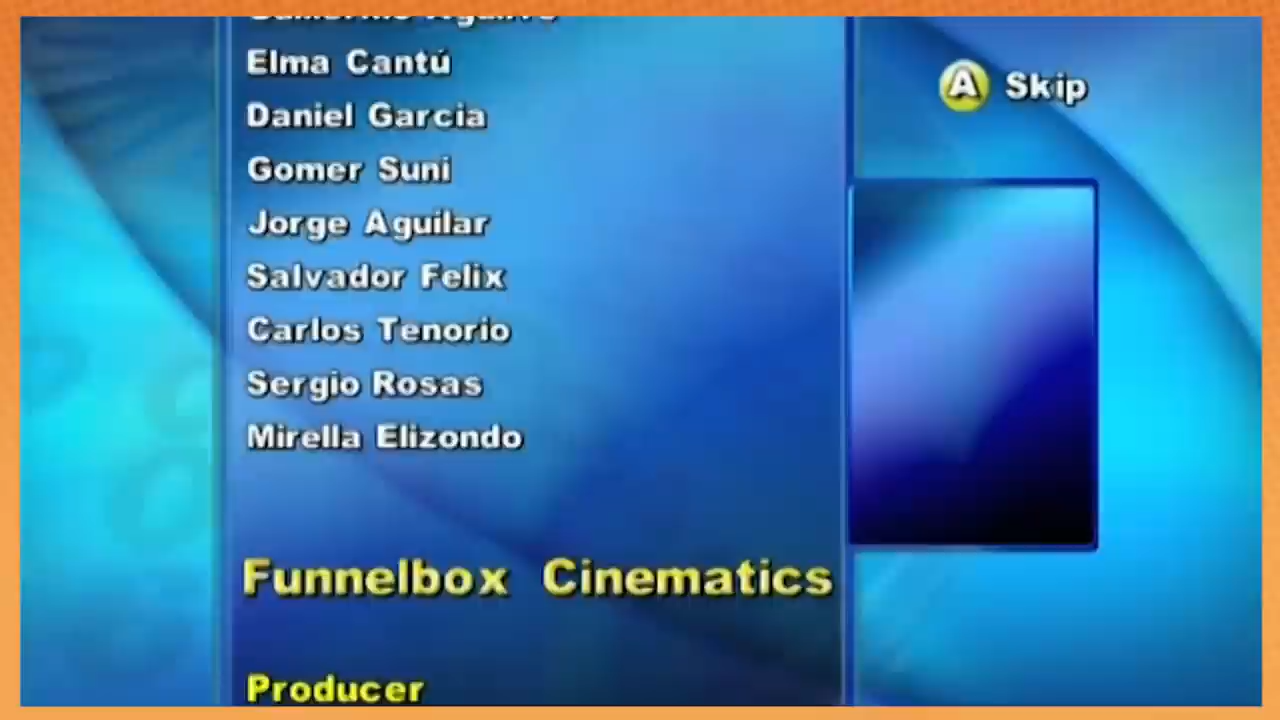 Elma Cantú
Daniel Garcia
Gomer Suni
Jorge Aguilar
Salvador Felix
Carlos Tenorio
Sergio Rosas
Mirella Elizondo
Funnelbox Cinematics
Producer
A Skip